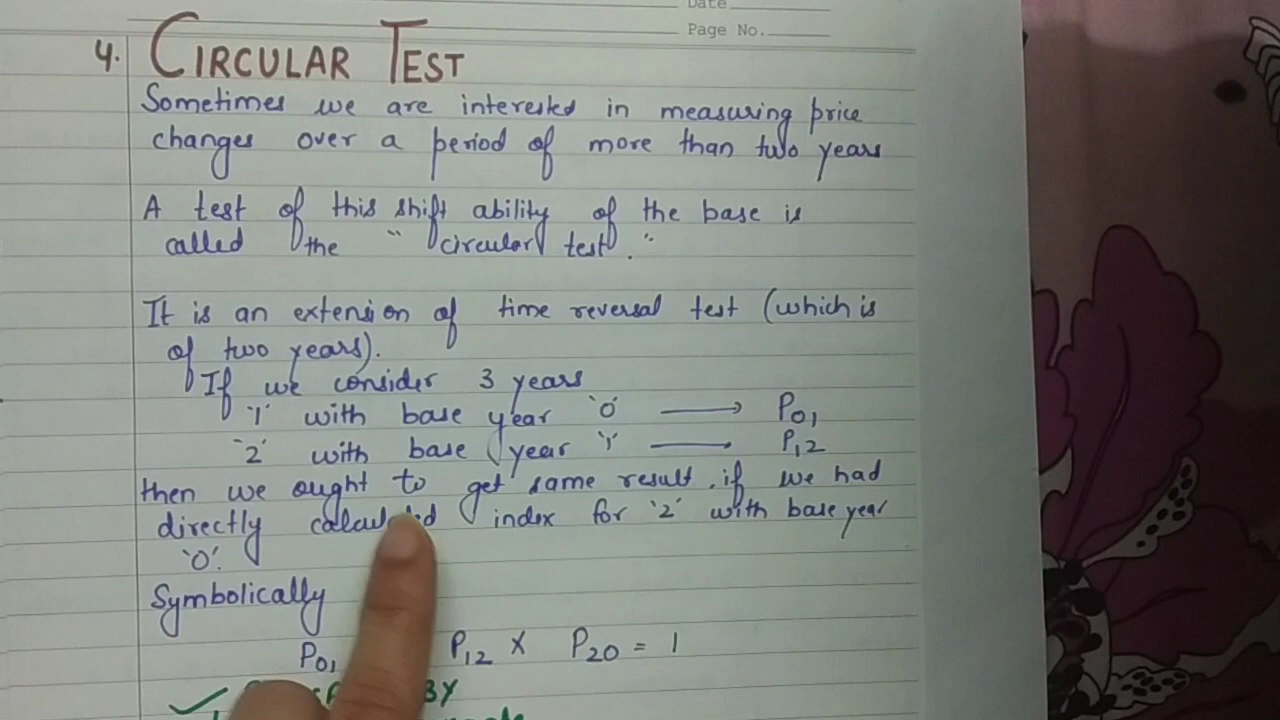 Date
Page No.
4. CIRCULAR TEST
Sometimes we are interested in measuring price
changes over a period of more than two years
A test of this shift ability of the base is
called the " circular test."
It is an extension of time reversal test (which is
of two years).
If we consider 3 years
'1' with base year '0' → P01
'2' with base year '1' → P12
then we ought to get same result, if we had
directly calculated index for '2' with base year
'0'.
Symbolically
P01 P12 × P20 = 1
✓ BY